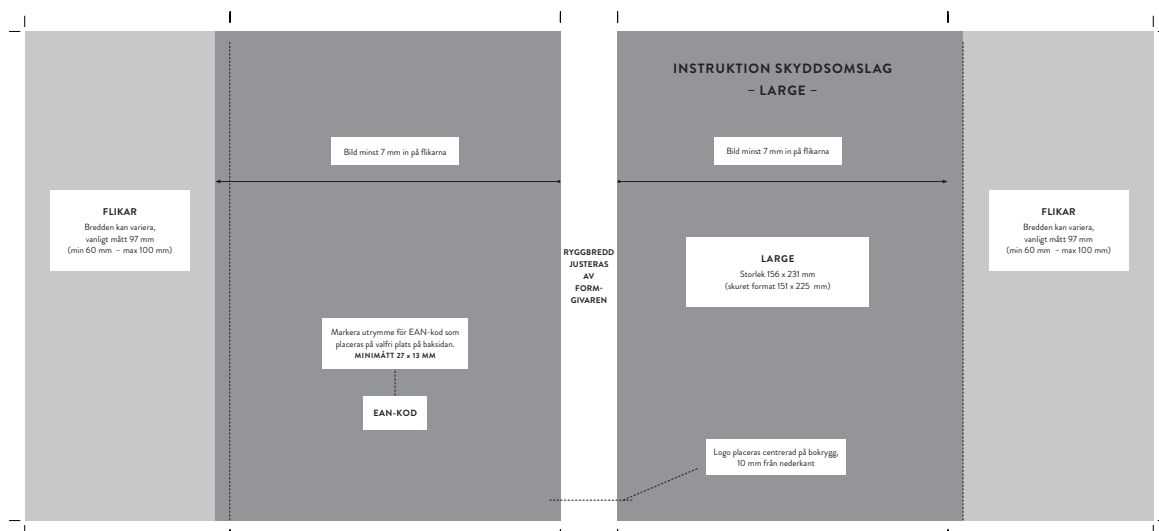 INSTRUKTION SKYDDSOMSLAG
– LARGE –
Bild minst 7 mm in på flikarna
Bild minst 7 mm in på flikarna
FLIKAR
Bredden kan variera,
vanligt mått 97 mm
(min 60 mm – max 100 mm)
RYGGBREDD
JUSTERAS
AV
FORM-
GIVAREN
LARGE
Storlek 156 x 231 mm
(skuret format 151 x 225 mm)
FLIKAR
Bredden kan variera,
vanligt mått 97 mm
(min 60 mm – max 100 mm)
Markera utrymme för EAN-kod som
placeras på valfri plats på baksidan.
MINIMÅTT 27 x 13 MM
EAN-KOD
Logo placeras centrerad på bokrygg,
10 mm från nederkant